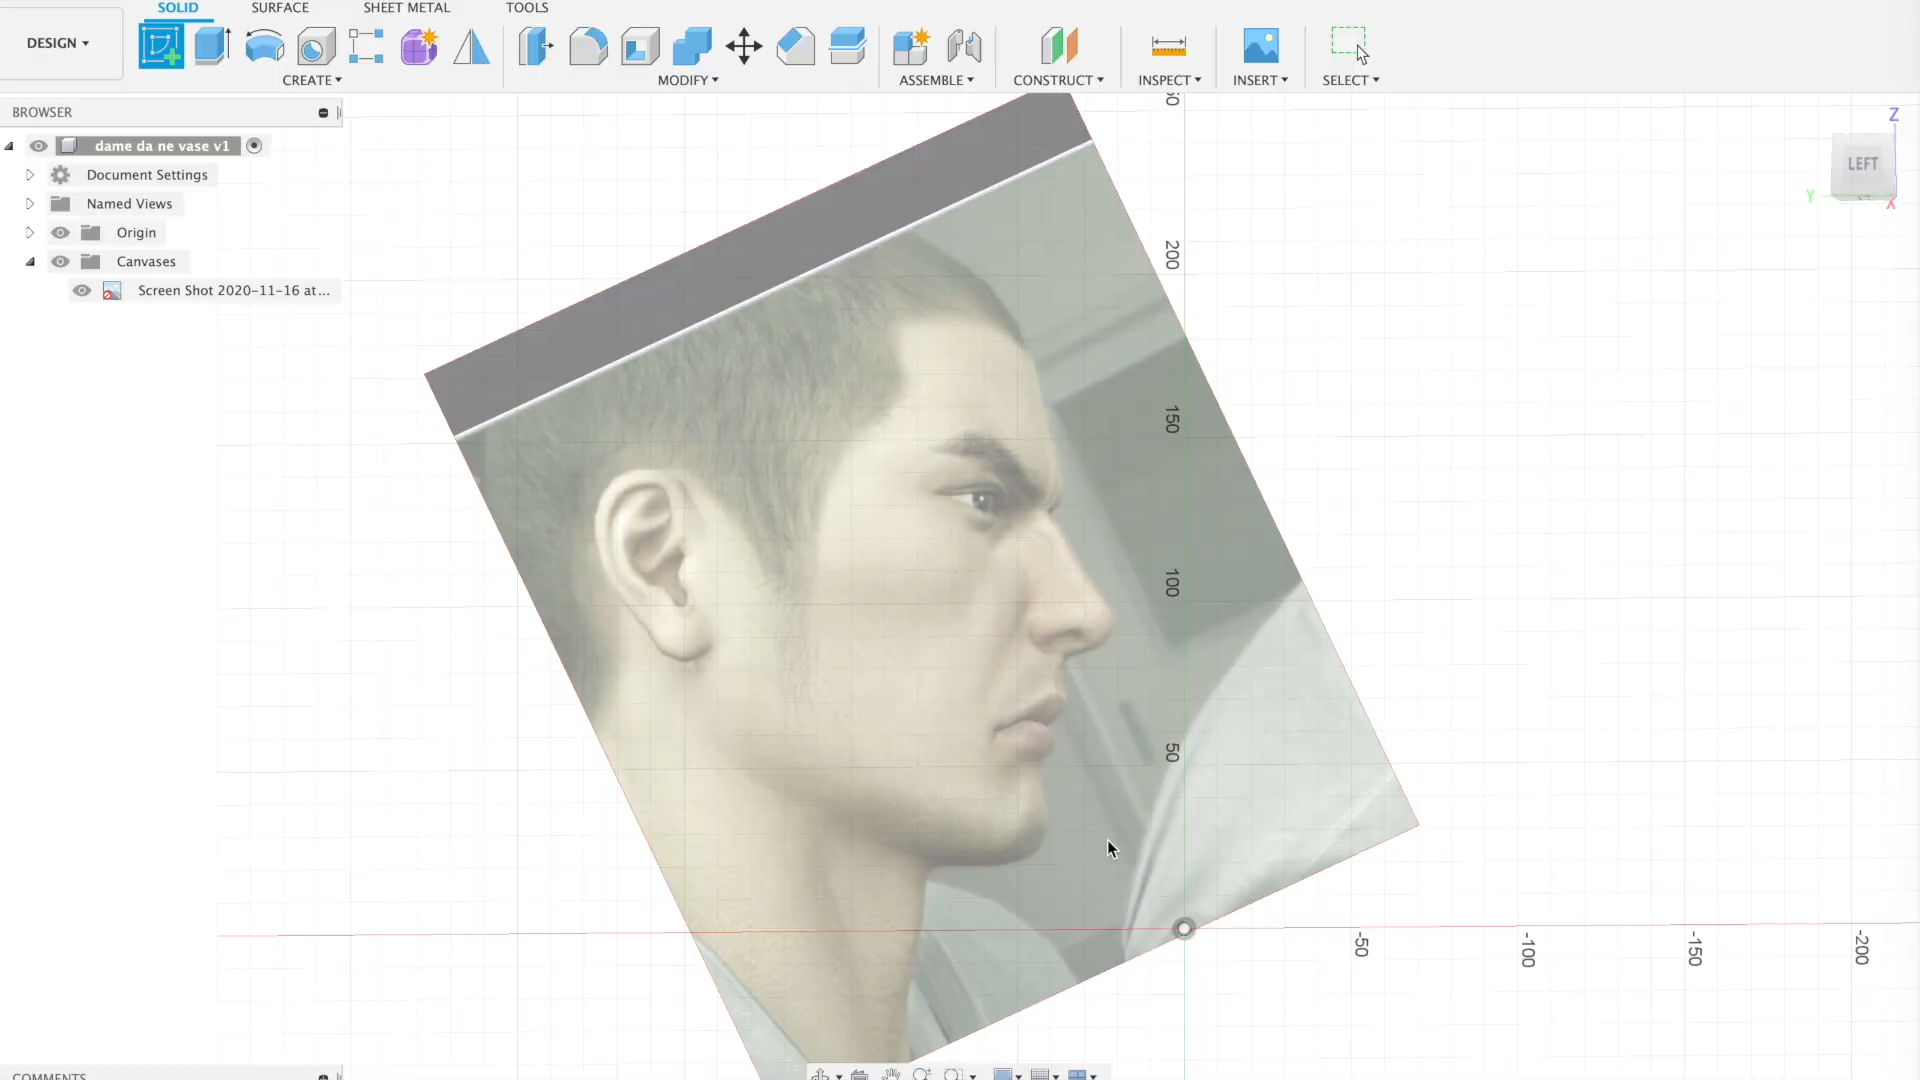 SOLID
SURFACE
SHEET METAL
TOOLS
DESIGN
CREATE
MODIFY
ASSEMBLE
CONSTRUCT
INSPECT
INSERT
SELECT
BROWSER
dame da ne vase v1
Document Settings
Named Views
Origin
Canvases
Screen Shot 2020-11-16 at...
Z
LEFT
Y
X
200
150
100
50
-50
-100
-150
-200
COMMENTS